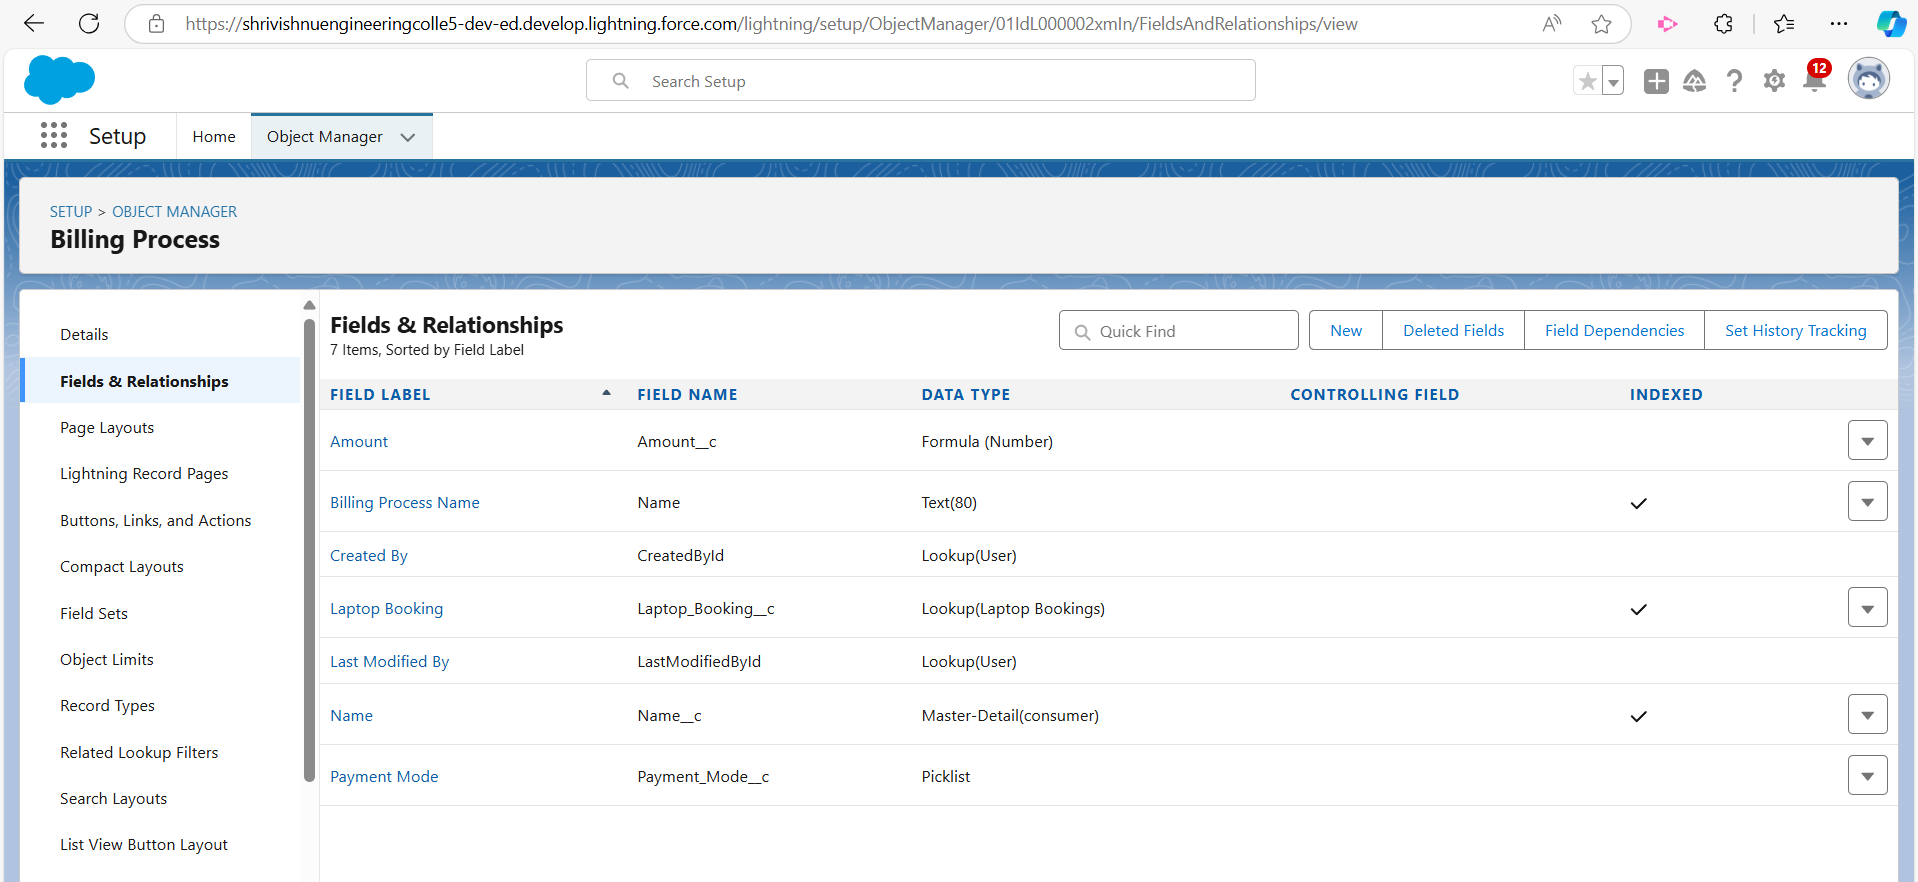 https://shrivishnuengineeringcolle5-dev-ed.develop.lightning.force.com/lightning/setup/ObjectManager/01IdL000002xmIn/FieldsAndRelationships/view
Search Setup
12
Setup
Home
Object Manager
SETUP > OBJECT MANAGER
Billing Process
Details
Fields & Relationships
Page Layouts
Lightning Record Pages
Buttons, Links, and Actions
Compact Layouts
Field Sets
Object Limits
Record Types
Related Lookup Filters
Search Layouts
List View Button Layout
Fields & Relationships
7 Items, Sorted by Field Label
Quick Find
New
Deleted Fields
Field Dependencies
Set History Tracking
FIELD LABEL FIELD NAME DATA TYPE CONTROLLING FIELD INDEXED
Amount Amount__c Formula (Number)
Billing Process Name Name Text(80)
Created By CreatedById Lookup(User)
Laptop Booking Laptop_Booking__c Lookup(Laptop Bookings)
Last Modified By LastModifiedById Lookup(User)
Name Name__c Master-Detail(consumer)
Payment Mode Payment_Mode__c Picklist